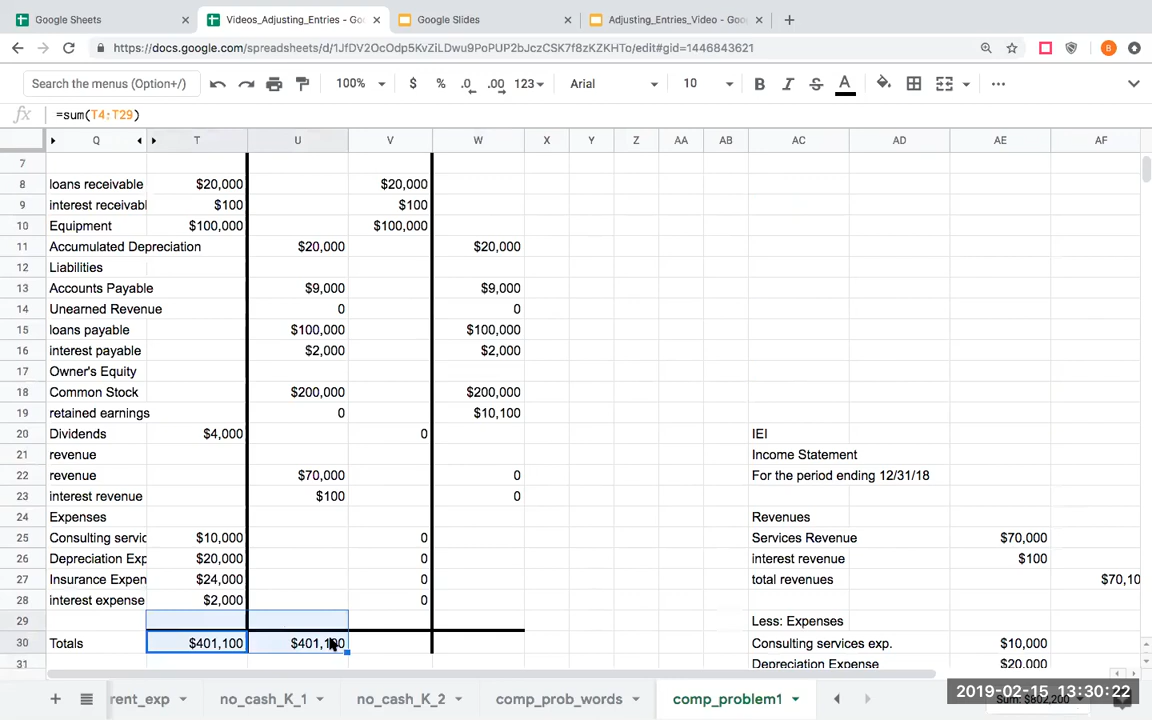 Google Sheets
Videos_Adjusting_Entries - Goo
Google Slides
Adjusting_Entries_Video - Goo
https://docs.google.com/spreadsheets/d/1JfDV2OcOdp5KvZiLDwu9PoPUP2bJczCSK7f8zKZKHTo/edit#gid=1446843621
Search the menus (Option+/)
100%
$ % .0 .00 123
Arial
10
B I S A
fx =sum(T4:T29)
Q T U V W X Y Z AA AB AC AD AE AF
7
8 loans receivable $20,000 $20,000
9 interest receivabl $100 $100
10 Equipment $100,000 $100,000
11 Accumulated Depreciation $20,000 $20,000
12 Liabilities
13 Accounts Payable $9,000 $9,000
14 Unearned Revenue 0 0
15 loans payable $100,000 $100,000
16 interest payable $2,000 $2,000
17 Owner's Equity
18 Common Stock $200,000 $200,000
19 retained earnings 0 $10,100
20 Dividends $4,000 0 IEI
21 revenue Income Statement
22 revenue $70,000 0 For the period ending 12/31/18
23 interest revenue $100 0
24 Expenses Revenues
25 Consulting servic $10,000 0 Services Revenue $70,000
26 Depreciation Exp $20,000 0 interest revenue $100
27 Insurance Expen $24,000 0 total revenues $70,10
28 interest expense $2,000 0
29 Less: Expenses
30 Totals $401,100 $401,100 Consulting services exp. $10,000
31 Depreciation Expense $20,000
rent_exp no_cash_K_1 no_cash_K_2 comp_prob_words comp_problem1
Sum: $802,200
2019-02-15 13:30:22